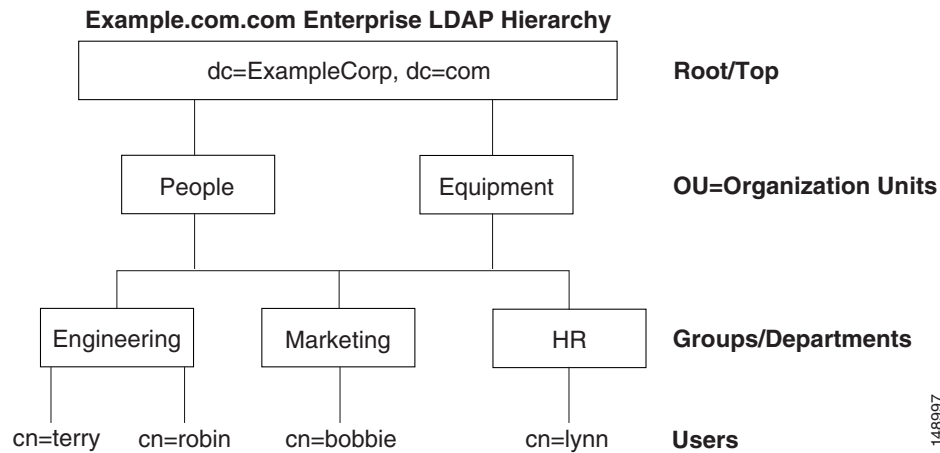 Example.com.com Enterprise LDAP Hierarchy
dc=ExampleCorp, dc=com
Root/Top
People
Equipment
OU=Organization Units
Engineering
Marketing
HR
Groups/Departments
cn=terry
cn=robin
cn=bobbie
cn=lynn
Users
148997